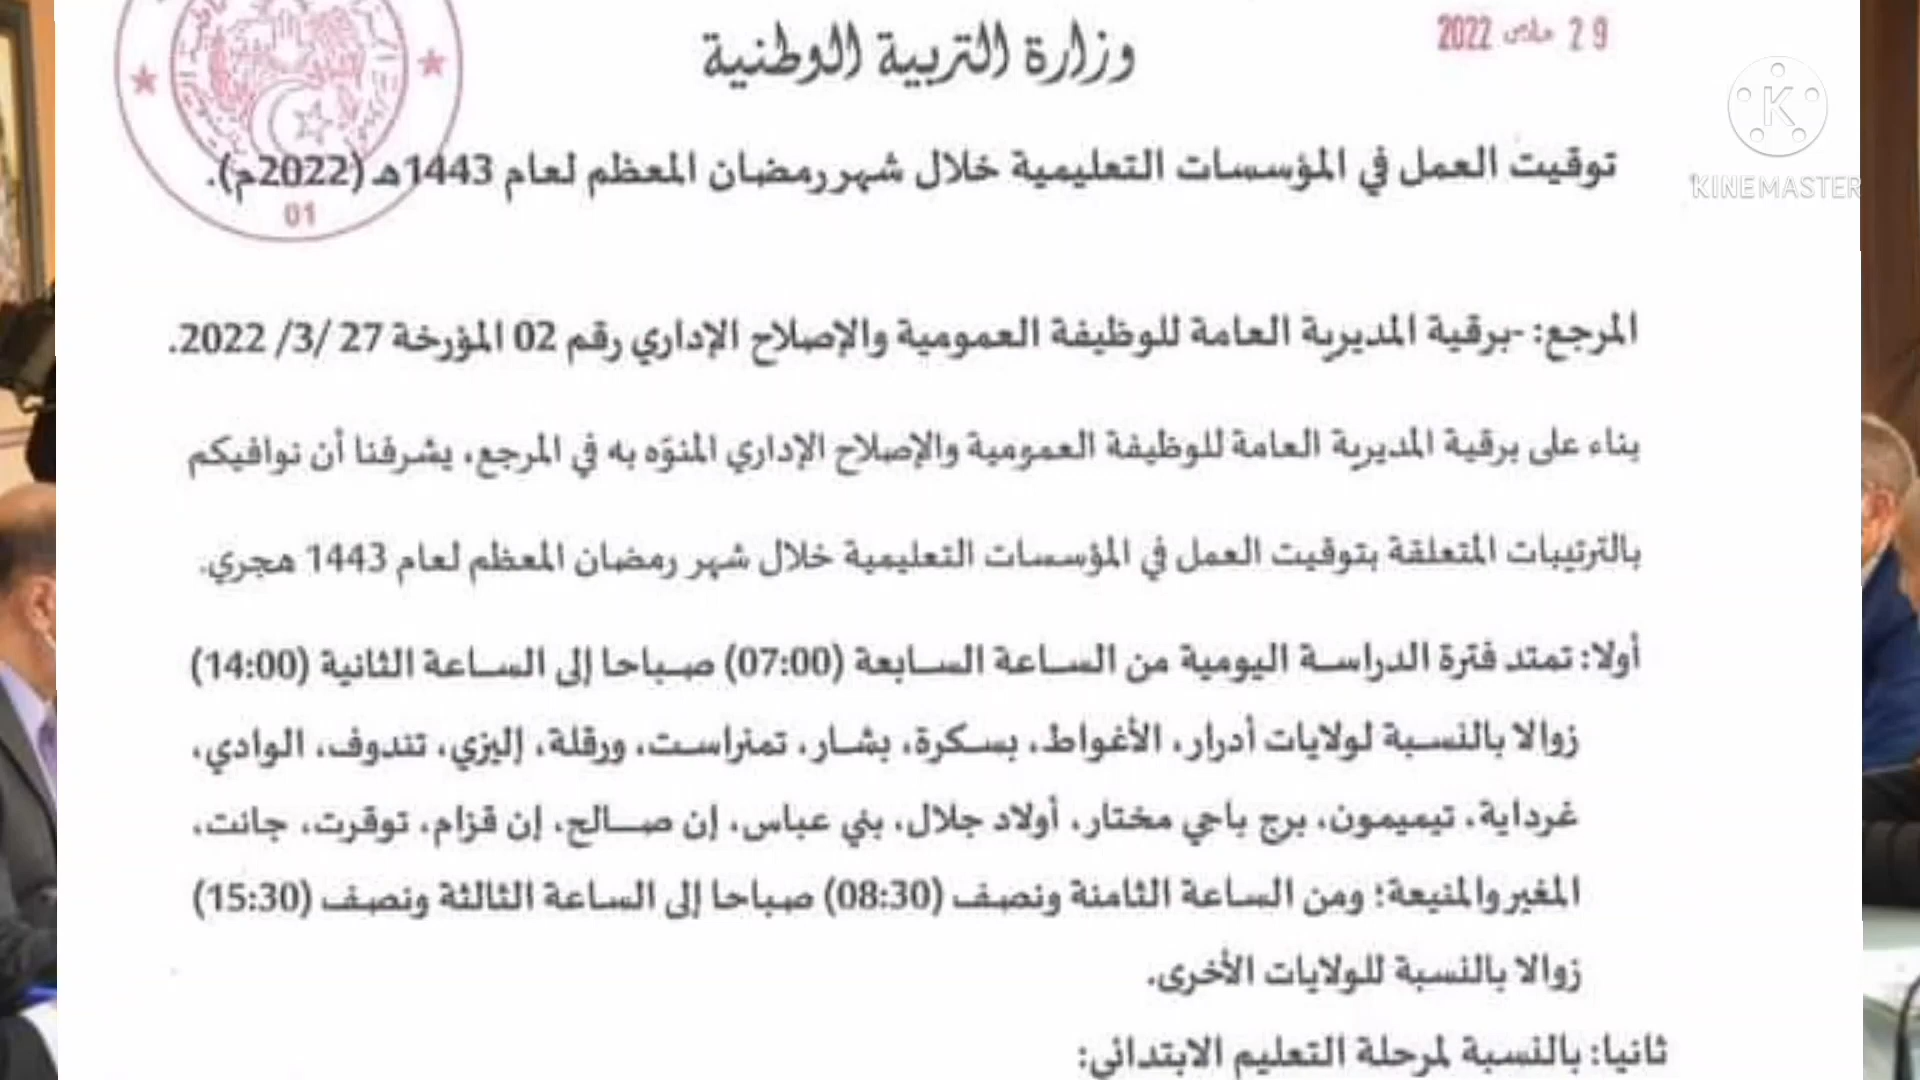 29 مارس 2022
وزارة التربية الوطنية
KINEMASTER
توقيت العمل في المؤسسات التعليمية خلال شهر رمضان المعظم لعام 1443هـ (2022م).
01
المرجع: -برقية المديرية العامة للوظيفة العمومية والإصلاح الإداري رقم 02 المؤرخة 27 /3/ 2022.
بناء على برقية المديرية العامة للوظيفة العمومية والإصلاح الإداري المنوّه به في المرجع، يشرفنا أن نوافيكم
بالترتيبات المتعلقة بتوقيت العمل في المؤسسات التعليمية خلال شهر رمضان المعظم لعام 1443 هجري.
أولا: تمتد فترة الدراسة اليومية من الساعة السابعة (07:00) صباحا إلى الساعة الثانية (14:00)
زوالا بالنسبة لولايات أدرار، الأغواط، بسكرة، بشار، تمنراست، ورقلة، إليزي، تندوف، الوادي،
غرداية، تيميمون، برج باجي مختار، أولاد جلال، بني عباس، إن صالح، إن قزام، توقرت، جانت،
المغير والمنيعة؛ ومن الساعة الثامنة ونصف (08:30) صباحا إلى الساعة الثالثة ونصف (15:30)
زوالا بالنسبة للولايات الأخرى.
ثانيا: بالنسبة لمرحلة التعليم الابتدائي: